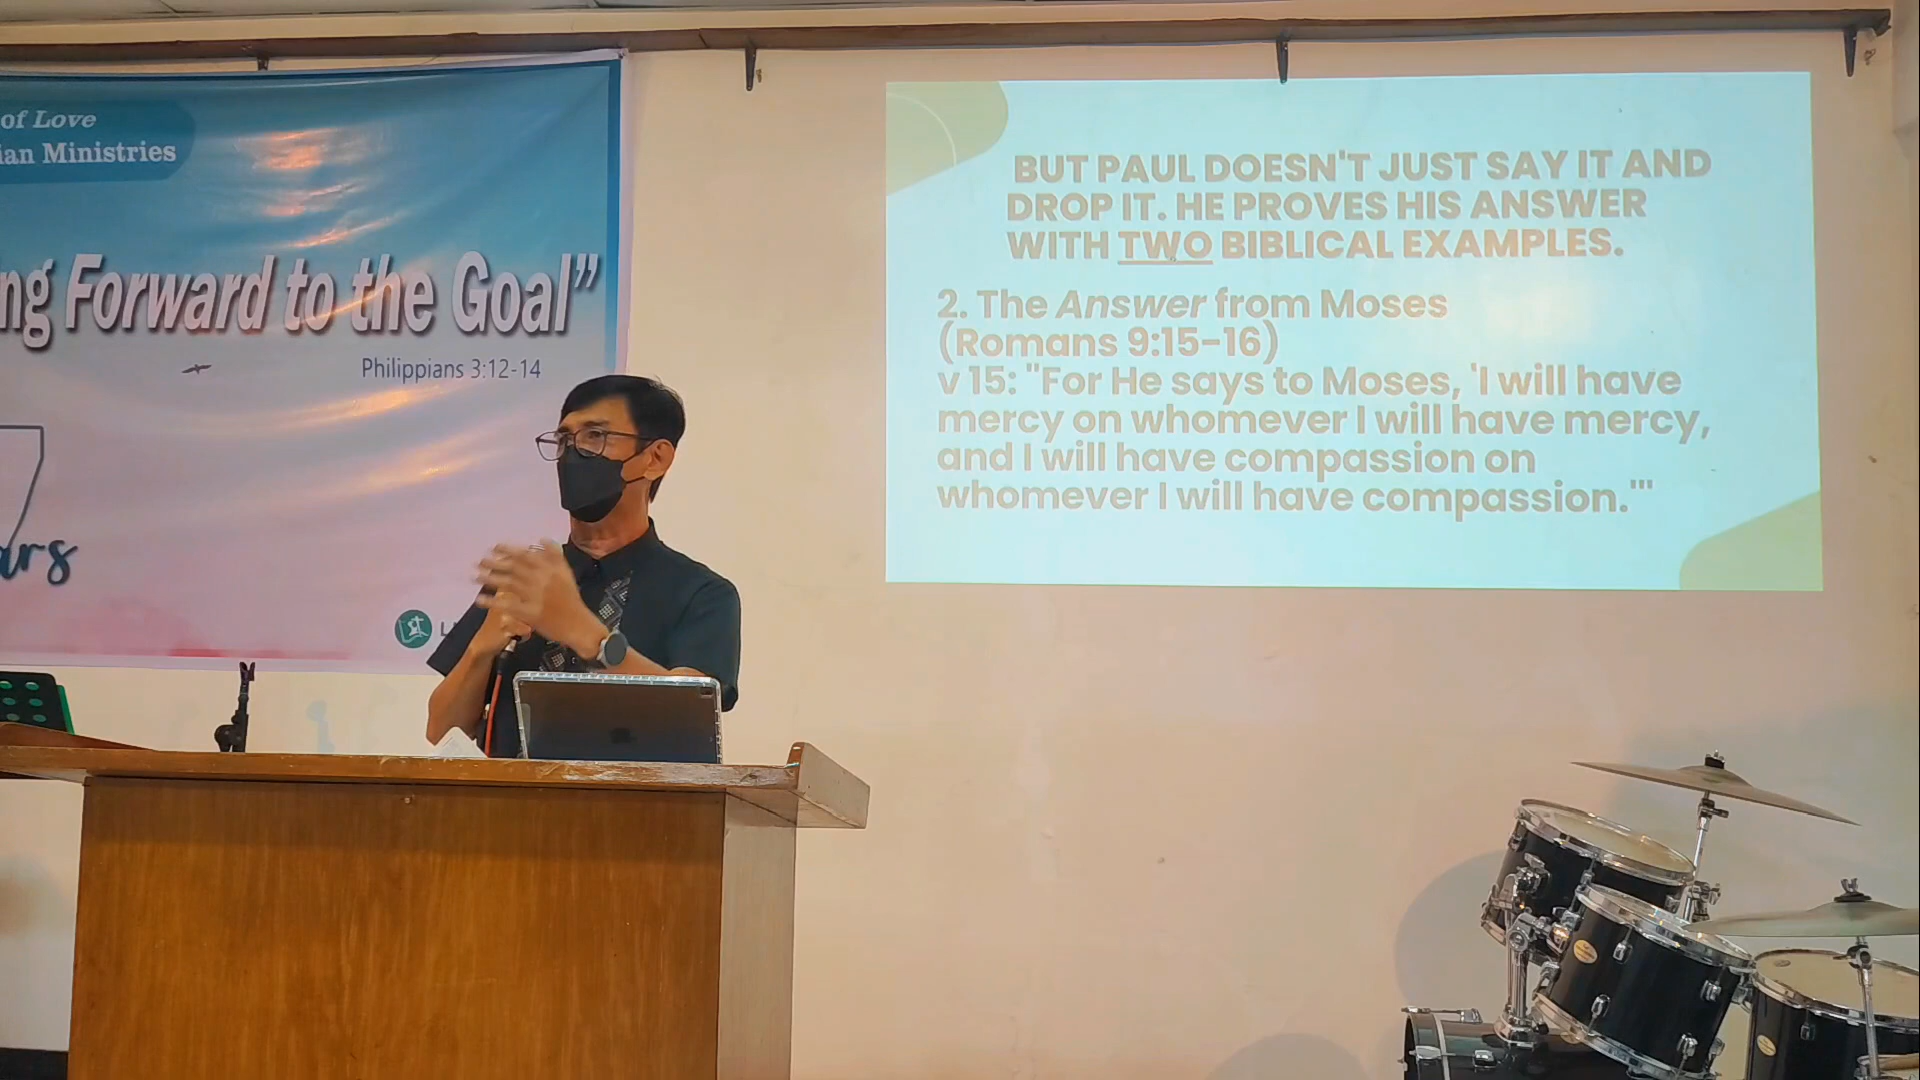 of Love
ian Ministries
ng Forward to the Goal”
Philippians 3:12-14
7
ars
BUT PAUL DOESN'T JUST SAY IT AND
DROP IT. HE PROVES HIS ANSWER
WITH TWO BIBLICAL EXAMPLES.
2. The Answer from Moses
(Romans 9:15-16)
v 15: "For He says to Moses, 'I will have
mercy on whomever I will have mercy,
and I will have compassion on
whomever I will have compassion.'"